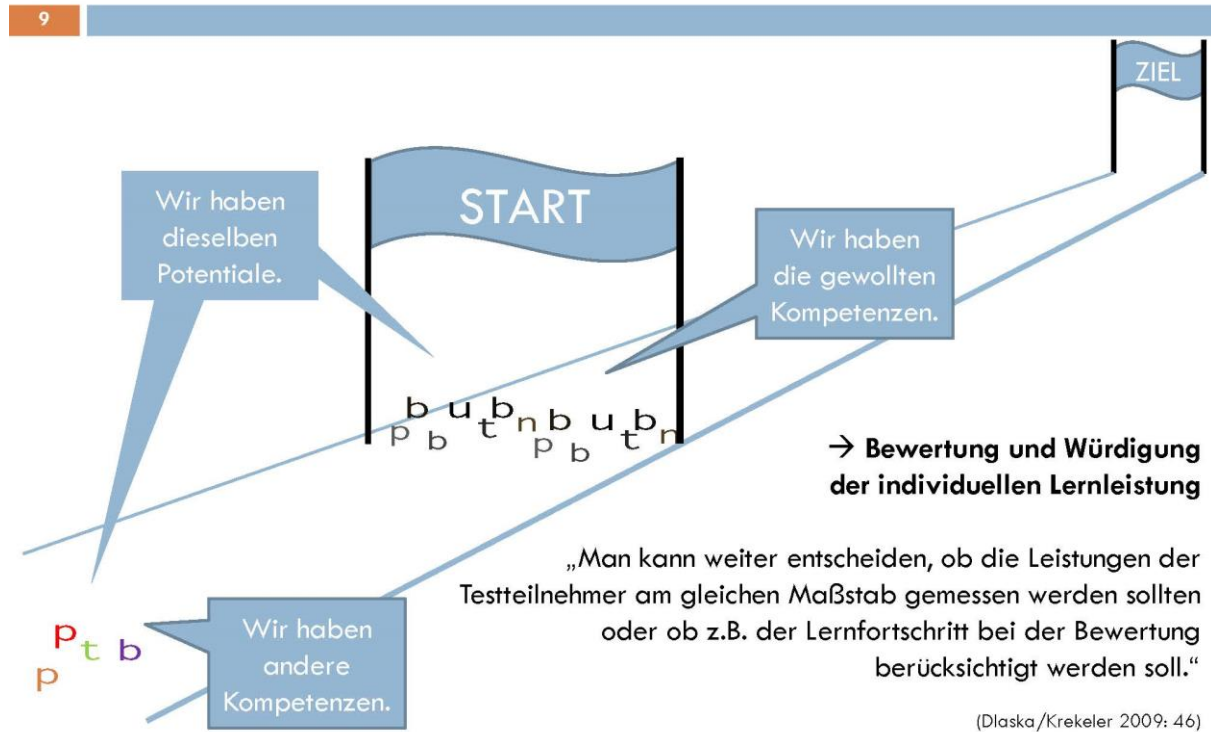 9
ZIEL
START
Wir haben
dieselben
Potentiale.
Wir haben
die gewollten
Kompetenzen.
b u b b u b
p b t n p b t n
→ Bewertung und Würdigung
der individuellen Lernleistung
„Man kann weiter entscheiden, ob die Leistungen der
Testteilnehmer am gleichen Maßstab gemessen werden sollten
oder ob z.B. der Lernfortschritt bei der Bewertung
berücksichtigt werden soll.“
p t b
p
Wir haben
andere
Kompetenzen.
(Dlaska/Krekeler 2009: 46)